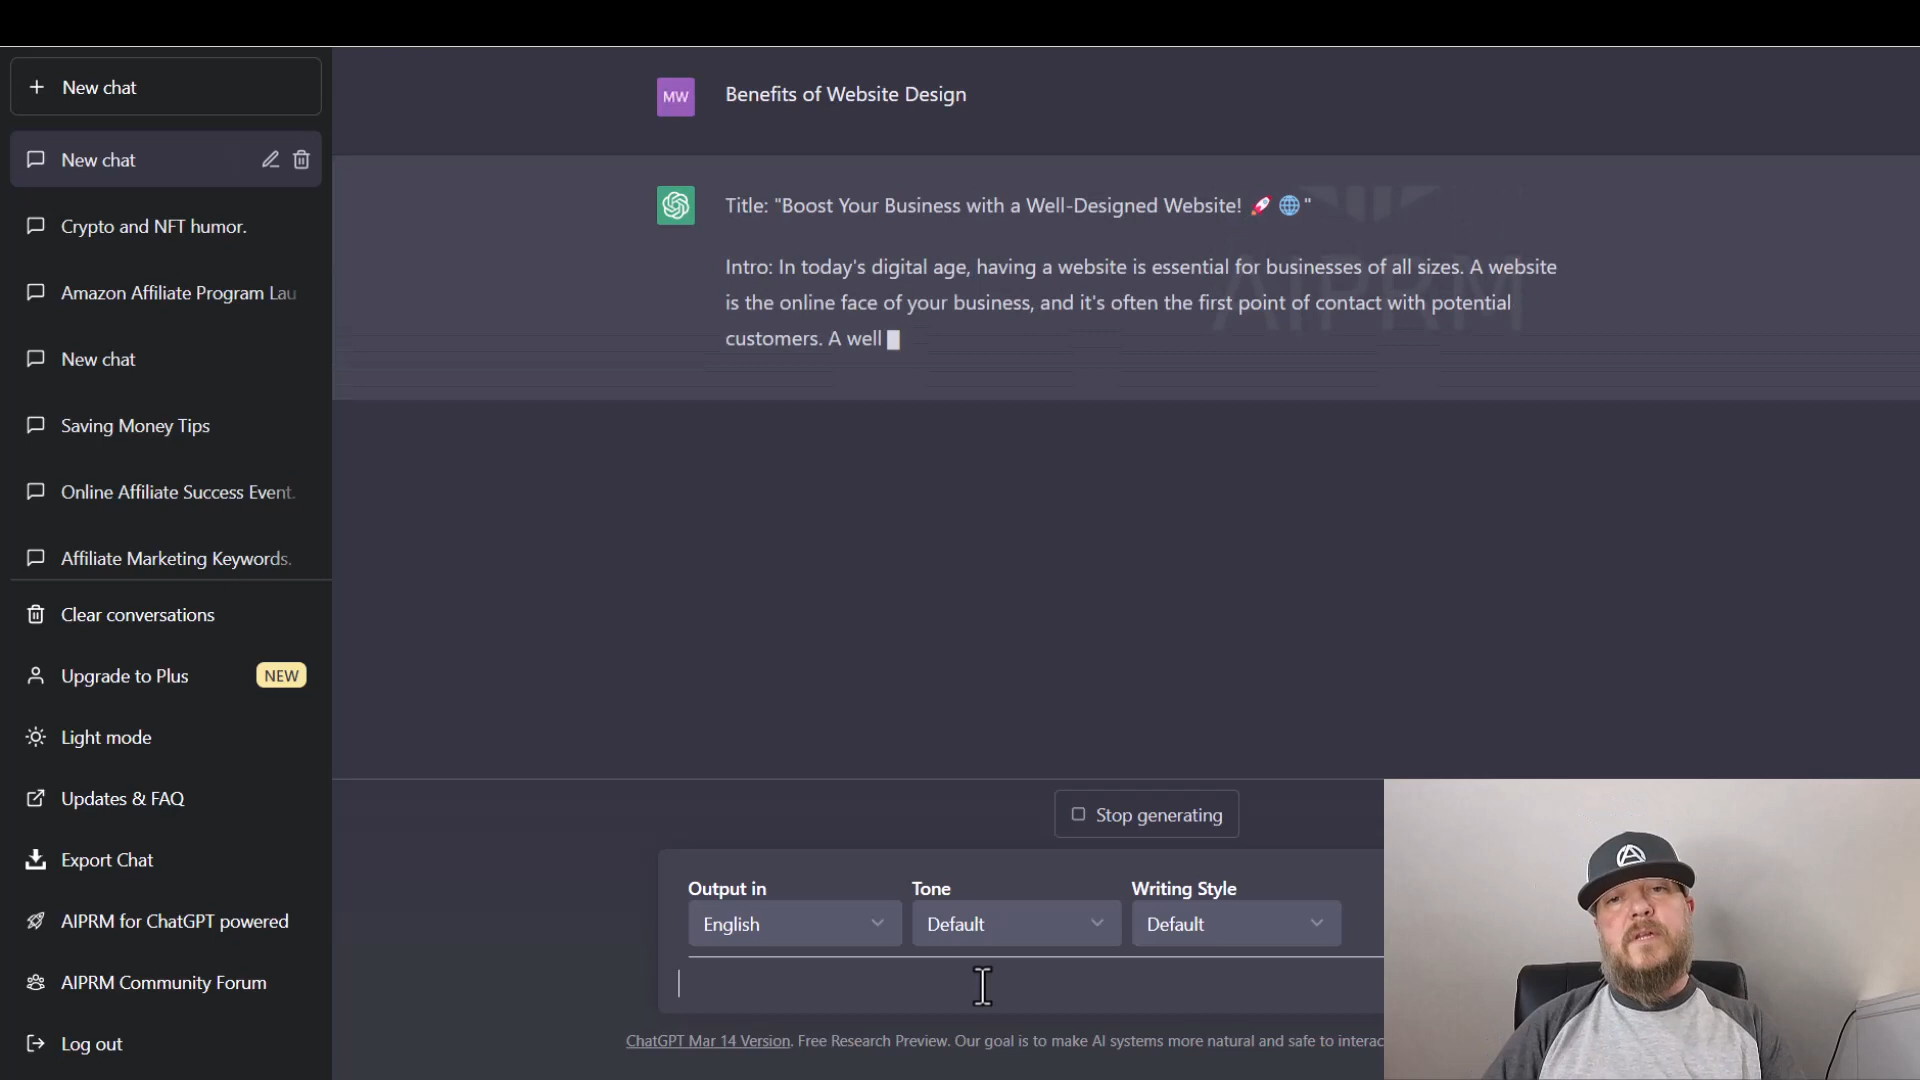 New chat
New chat
Crypto and NFT humor.
Amazon Affiliate Program Lau
New chat
Saving Money Tips
Online Affiliate Success Event.
Affiliate Marketing Keywords.
Clear conversations
Upgrade to Plus NEW
Light mode
Updates & FAQ
Export Chat
AIPRM for ChatGPT powered
AIPRM Community Forum
Log out
MW Benefits of Website Design
Title: "Boost Your Business with a Well-Designed Website! 🚀 🌐 "
Intro: In today's digital age, having a website is essential for businesses of all sizes. A website
is the online face of your business, and it's often the first point of contact with potential
customers. A well
AIPRM
Stop generating
Output in Tone Writing Style
English Default Default
ChatGPT Mar 14 Version. Free Research Preview. Our goal is to make AI systems more natural and safe to interac